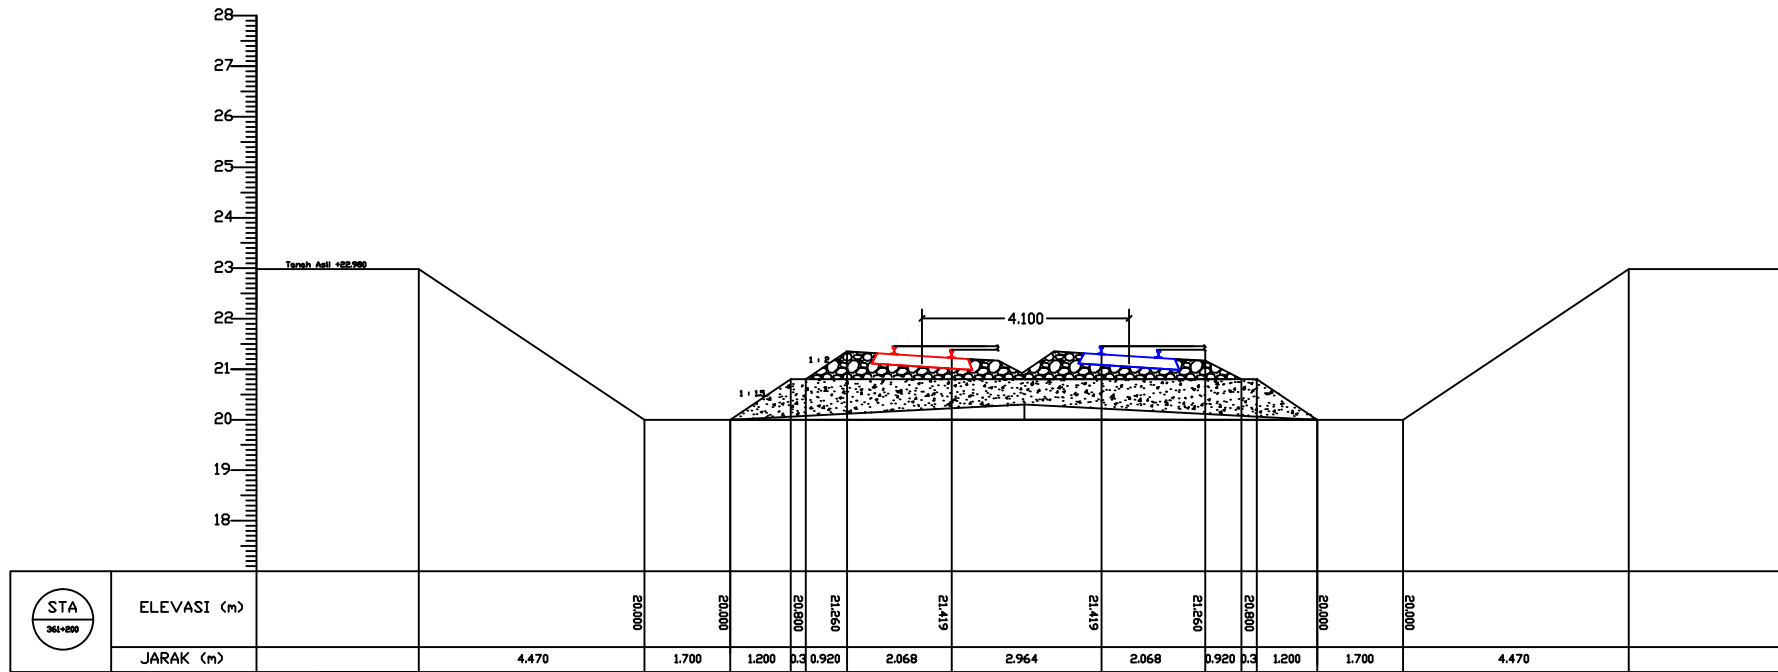 28
27
26
25
24
23
Tanah Asli +22.980
22
4.100
21
1 : 2
1 : 1.5
20
19
18
STA
361+200
ELEVASI (m)
20.000 20.000 20.800 21.260 21.419 21.419 21.260 20.800 20.000 20.000
JARAK (m)
4.470 1.700 1.200 0.3 0.920 2.068 2.964 2.068 0.920 0.3 1.200 1.700 4.470